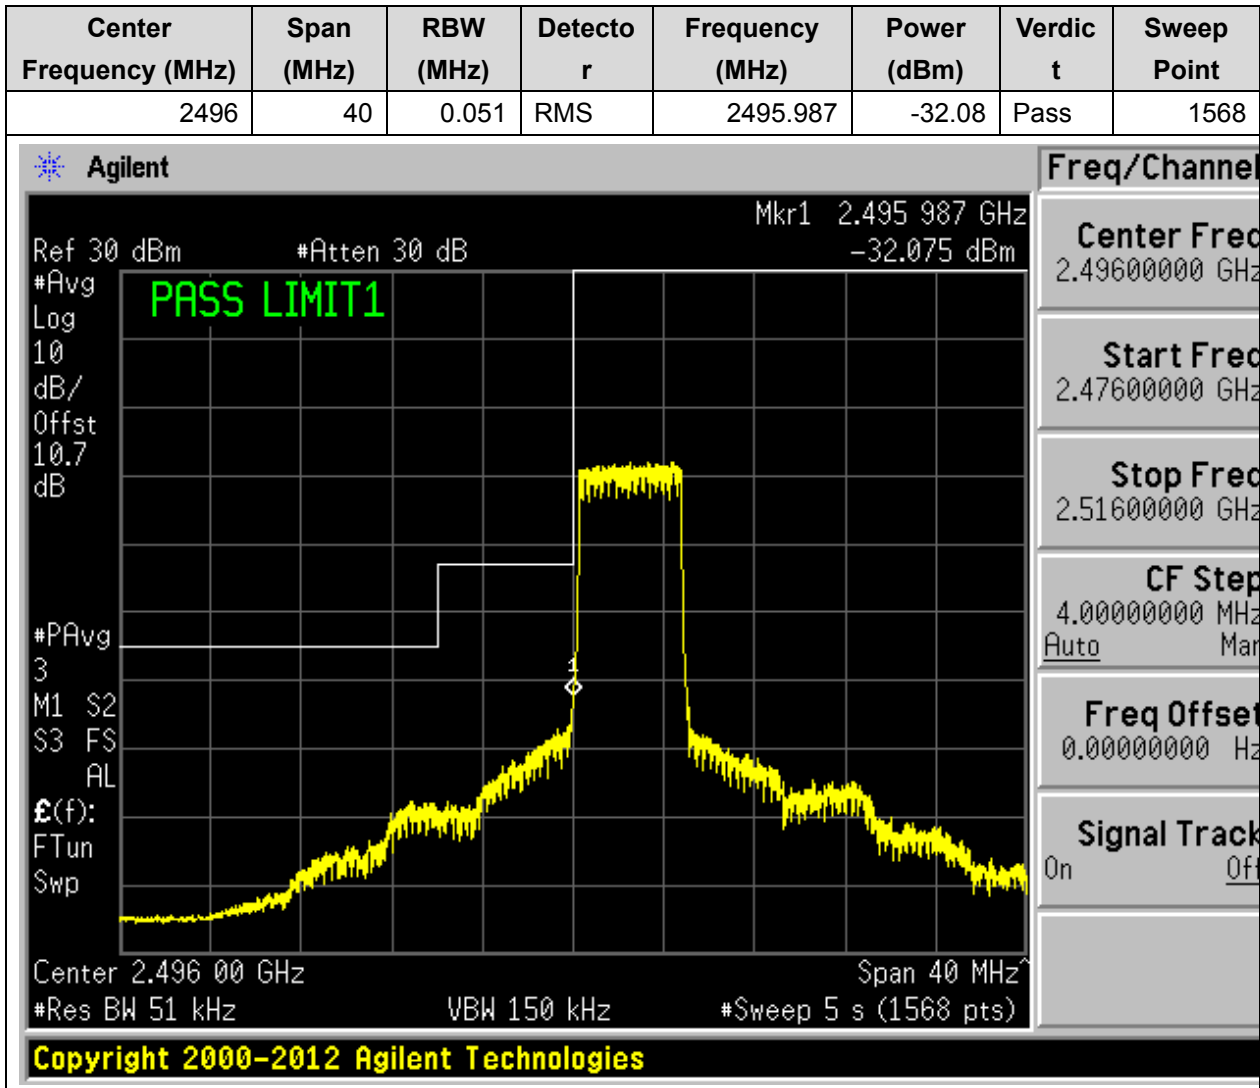 Center Frequency (MHz) Span (MHz) RBW (MHz) Detector Frequency (MHz) Power (dBm) Verdict Sweep Point
2496 40 0.051 RMS 2495.987 -32.08 Pass 1568
Agilent
Freq/Channel
Mkr1 2.495 987 GHz
Ref 30 dBm #Atten 30 dB -32.075 dBm
#Avg
Log
10
dB/
Offst
10.7
dB
PASS LIMIT1
#PAvg
3
M1 S2
S3 FS
AL
£(f):
FTun
Swp
1
Center 2.496 00 GHz Span 40 MHz^
#Res BW 51 kHz VBW 150 kHz #Sweep 5 s (1568 pts)
Center Freq
2.49600000 GHz
Start Freq
2.47600000 GHz
Stop Freq
2.51600000 GHz
CF Step
4.00000000 MHz
Auto Man
Freq Offset
0.00000000 Hz
Signal Track
On Off
Copyright 2000-2012 Agilent Technologies